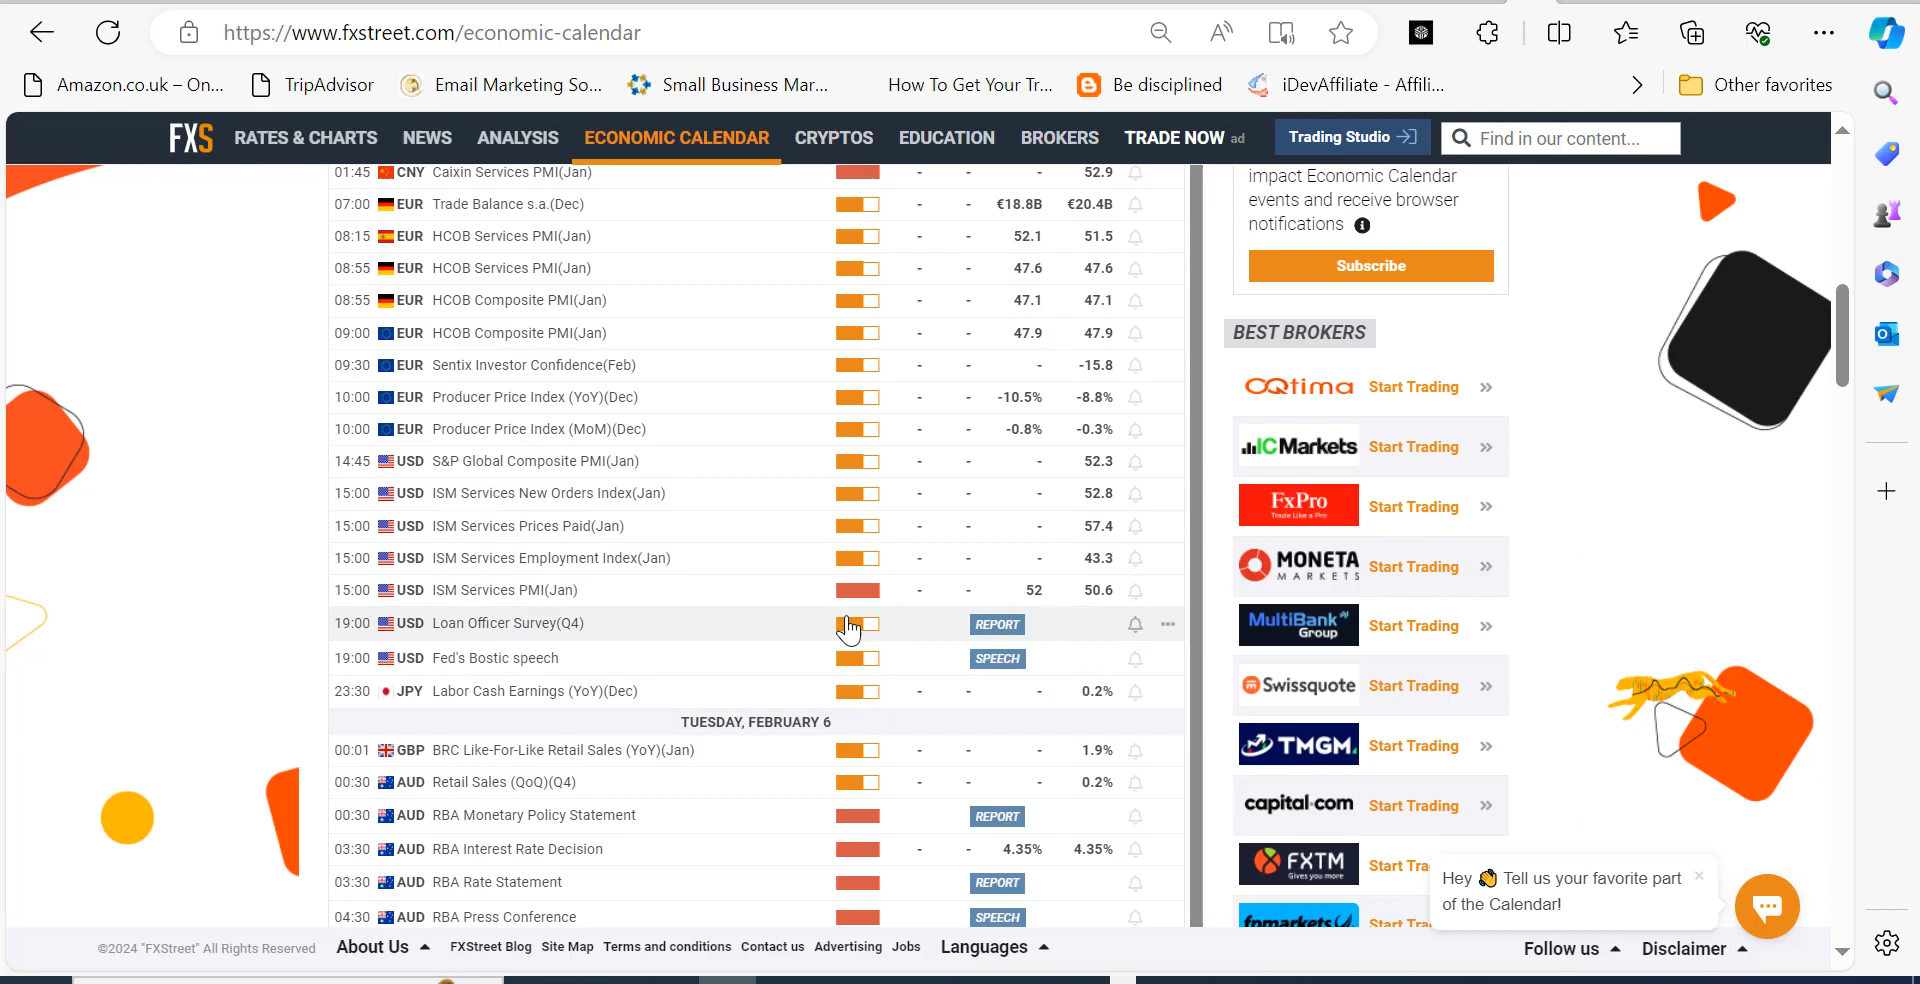 https://www.fxstreet.com/economic-calendar
Amazon.co.uk – On... TripAdvisor Email Marketing So... Small Business Mar... How To Get Your Tr... Be disciplined iDevAffiliate - Affili... Other favorites
FXS RATES & CHARTS NEWS ANALYSIS ECONOMIC CALENDAR CRYPTOS EDUCATION BROKERS TRADE NOW ad Trading Studio Find in our content...
01:45 CNY Caixin Services PMI(Jan) - - - 52.9
07:00 EUR Trade Balance s.a.(Dec) - - €18.8B €20.4B
08:15 EUR HCOB Services PMI(Jan) - - 52.1 51.5
08:55 EUR HCOB Services PMI(Jan) - - 47.6 47.6
08:55 EUR HCOB Composite PMI(Jan) - - 47.1 47.1
09:00 EUR HCOB Composite PMI(Jan) - - 47.9 47.9
09:30 EUR Sentix Investor Confidence(Feb) - - - -15.8
10:00 EUR Producer Price Index (YoY)(Dec) - - -10.5% -8.8%
10:00 EUR Producer Price Index (MoM)(Dec) - - -0.8% -0.3%
14:45 USD S&P Global Composite PMI(Jan) - - - 52.3
15:00 USD ISM Services New Orders Index(Jan) - - - 52.8
15:00 USD ISM Services Prices Paid(Jan) - - - 57.4
15:00 USD ISM Services Employment Index(Jan) - - - 43.3
15:00 USD ISM Services PMI(Jan) - - 52 50.6
19:00 USD Loan Officer Survey(Q4) REPORT
19:00 USD Fed's Bostic speech SPEECH
23:30 JPY Labor Cash Earnings (YoY)(Dec) - - - 0.2%
TUESDAY, FEBRUARY 6
00:01 GBP BRC Like-For-Like Retail Sales (YoY)(Jan) - - - 1.9%
00:30 AUD Retail Sales (QoQ)(Q4) - - - 0.2%
00:30 AUD RBA Monetary Policy Statement REPORT
03:30 AUD RBA Interest Rate Decision - - 4.35% 4.35%
03:30 AUD RBA Rate Statement REPORT
04:30 AUD RBA Press Conference SPEECH
impact Economic Calendar
events and receive browser
notifications
Subscribe
BEST BROKERS
OQtima Start Trading
ICMarkets Start Trading
FxPro Trade Like a Pro Start Trading
MONETA MARKETS Start Trading
MultiBank Group Start Trading
Swissquote Start Trading
TMGM. Start Trading
capital.com Start Trading
FXTM Gives you more Start Tra
fpmarkets Start Tra
Hey 👋 Tell us your favorite part
of the Calendar!
©2024 "FXStreet" All Rights Reserved About Us FXStreet Blog Site Map Terms and conditions Contact us Advertising Jobs Languages Follow us Disclaimer